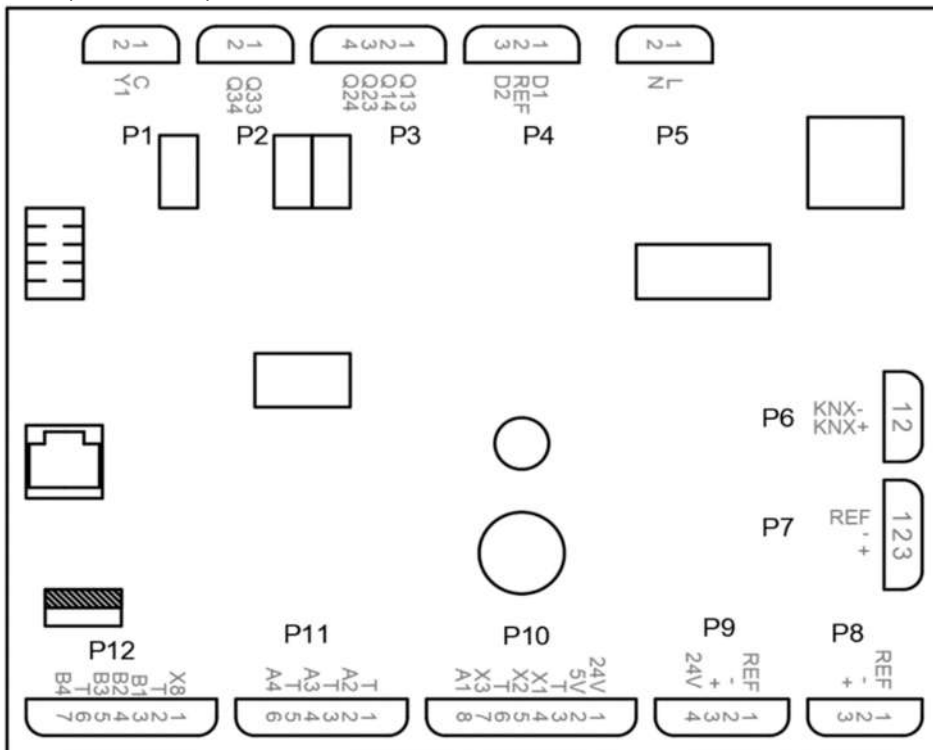 2 1
2 1
4 3 2 1
3 2 1
2 1
Y1 C
Q34 Q33
Q24 Q23 Q14 Q13
D2 REF D1
N L
P1
P2
P3
P4
P5
P6
KNX-
KNX+
1 2
P7
REF
-
+
1 2 3
P12
P11
P10
P9
P8
B4 T B3 B2 B1 T X8
A4 T A3 T A2 T
A1 X3 T X2 X1 T 5V 24V
24V + - REF
+ - REF
7 6 5 4 3 2 1
6 5 4 3 2 1
8 7 6 5 4 3 2 1
4 3 2 1
3 2 1